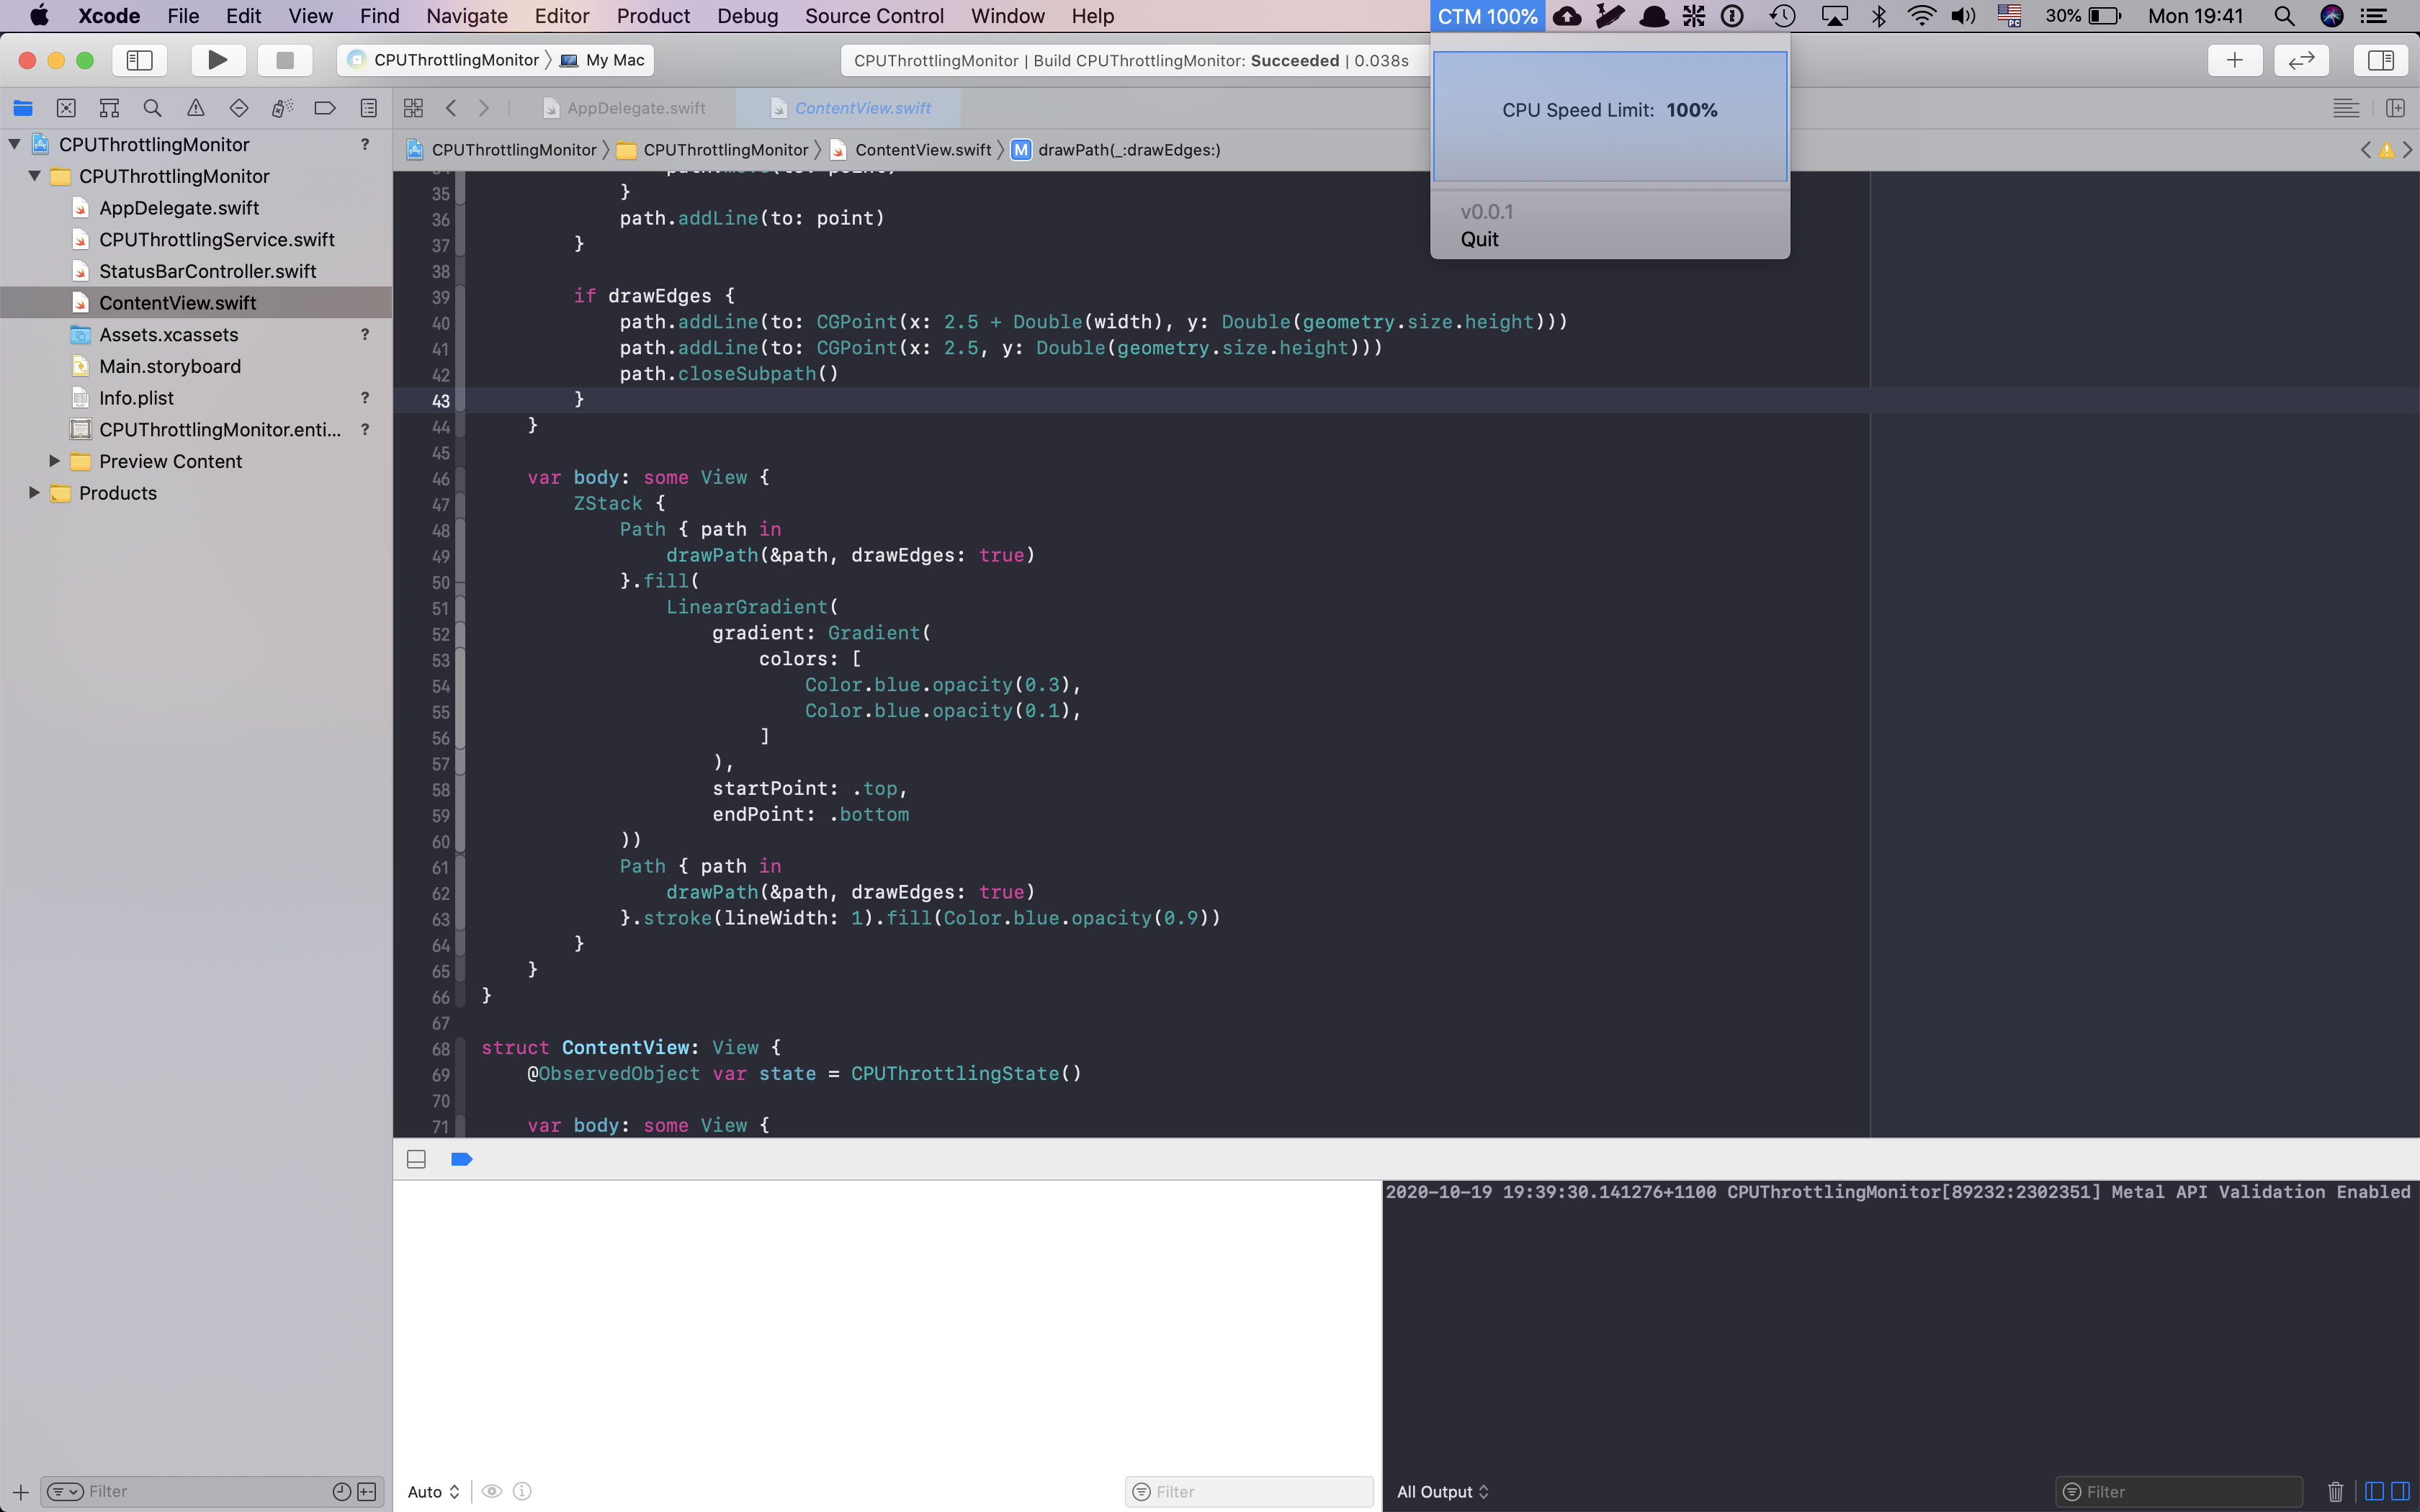 Xcode File Edit View Find Navigate Editor Product Debug Source Control Window Help CTM 100% 30% Mon 19:41
CPUThrottlingMonitor My Mac CPUThrottlingMonitor | Build CPUThrottlingMonitor: Succeeded | 0.038s
CPU Speed Limit: 100%
v0.0.1
Quit
AppDelegate.swift ContentView.swift
CPUThrottlingMonitor CPUThrottlingMonitor ContentView.swift M drawPath(_:drawEdges:)
CPUThrottlingMonitor ?
CPUThrottlingMonitor
AppDelegate.swift
CPUThrottlingService.swift
StatusBarController.swift
ContentView.swift
Assets.xcassets ?
Main.storyboard
Info.plist ?
CPUThrottlingMonitor.enti... ?
Preview Content
Products
35 }
36 path.addLine(to: point)
37 }
38
39 if drawEdges {
40 path.addLine(to: CGPoint(x: 2.5 + Double(width), y: Double(geometry.size.height)))
41 path.addLine(to: CGPoint(x: 2.5, y: Double(geometry.size.height)))
42 path.closeSubpath()
43 }
44 }
45
46 var body: some View {
47 ZStack {
48 Path { path in
49 drawPath(&path, drawEdges: true)
50 }.fill(
51 LinearGradient(
52 gradient: Gradient(
53 colors: [
54 Color.blue.opacity(0.3),
55 Color.blue.opacity(0.1),
56 ]
57 ),
58 startPoint: .top,
59 endPoint: .bottom
60 ))
61 Path { path in
62 drawPath(&path, drawEdges: true)
63 }.stroke(lineWidth: 1).fill(Color.blue.opacity(0.9))
64 }
65 }
66 }
67
68 struct ContentView: View {
69 @ObservedObject var state = CPUThrottlingState()
70
71 var body: some View {
2020-10-19 19:39:30.141276+1100 CPUThrottlingMonitor[89232:2302351] Metal API Validation Enabled
Filter Auto Filter All Output Filter